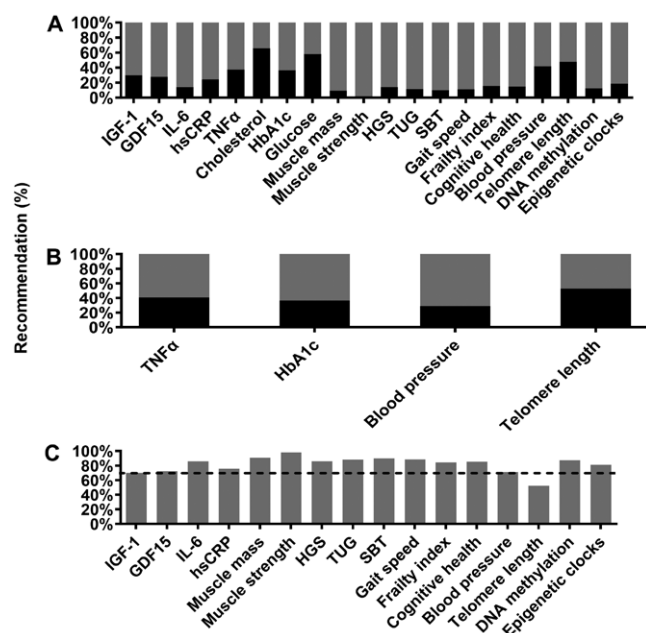 A
100%
80%
60%
40%
20%
0%
IGF-1
GDF15
IL-6
hsCRP
TNFα
Cholesterol
HbA1c
Glucose
Muscle mass
Muscle strength
HGS
TUG
SBT
Gait speed
Frailty index
Cognitive health
Blood pressure
Telomere length
DNA methylation
Epigenetic clocks
Recommendation (%)
B
100%
80%
60%
40%
20%
0%
TNFα
HbA1c
Blood pressure
Telomere length
C
100%
80%
60%
40%
20%
0%
IGF-1
GDF15
IL-6
hsCRP
Muscle mass
Muscle strength
HGS
TUG
SBT
Gait speed
Frailty index
Cognitive health
Blood pressure
Telomere length
DNA methylation
Epigenetic clocks